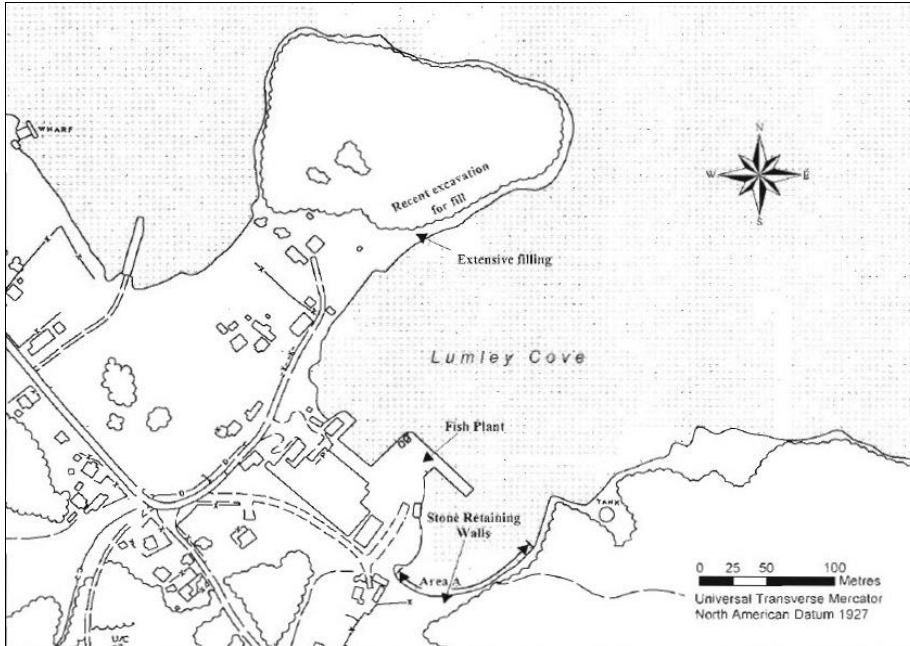 WHARF
N
W
E
S
Recent excavation
for fill
Extensive filling
Lumley Cove
Fish Plant
TANK
Stone Retaining
Walls
Area A
0 25 50 100 Metres
Universal Transverse Mercator
North American Datum 1927
U/C